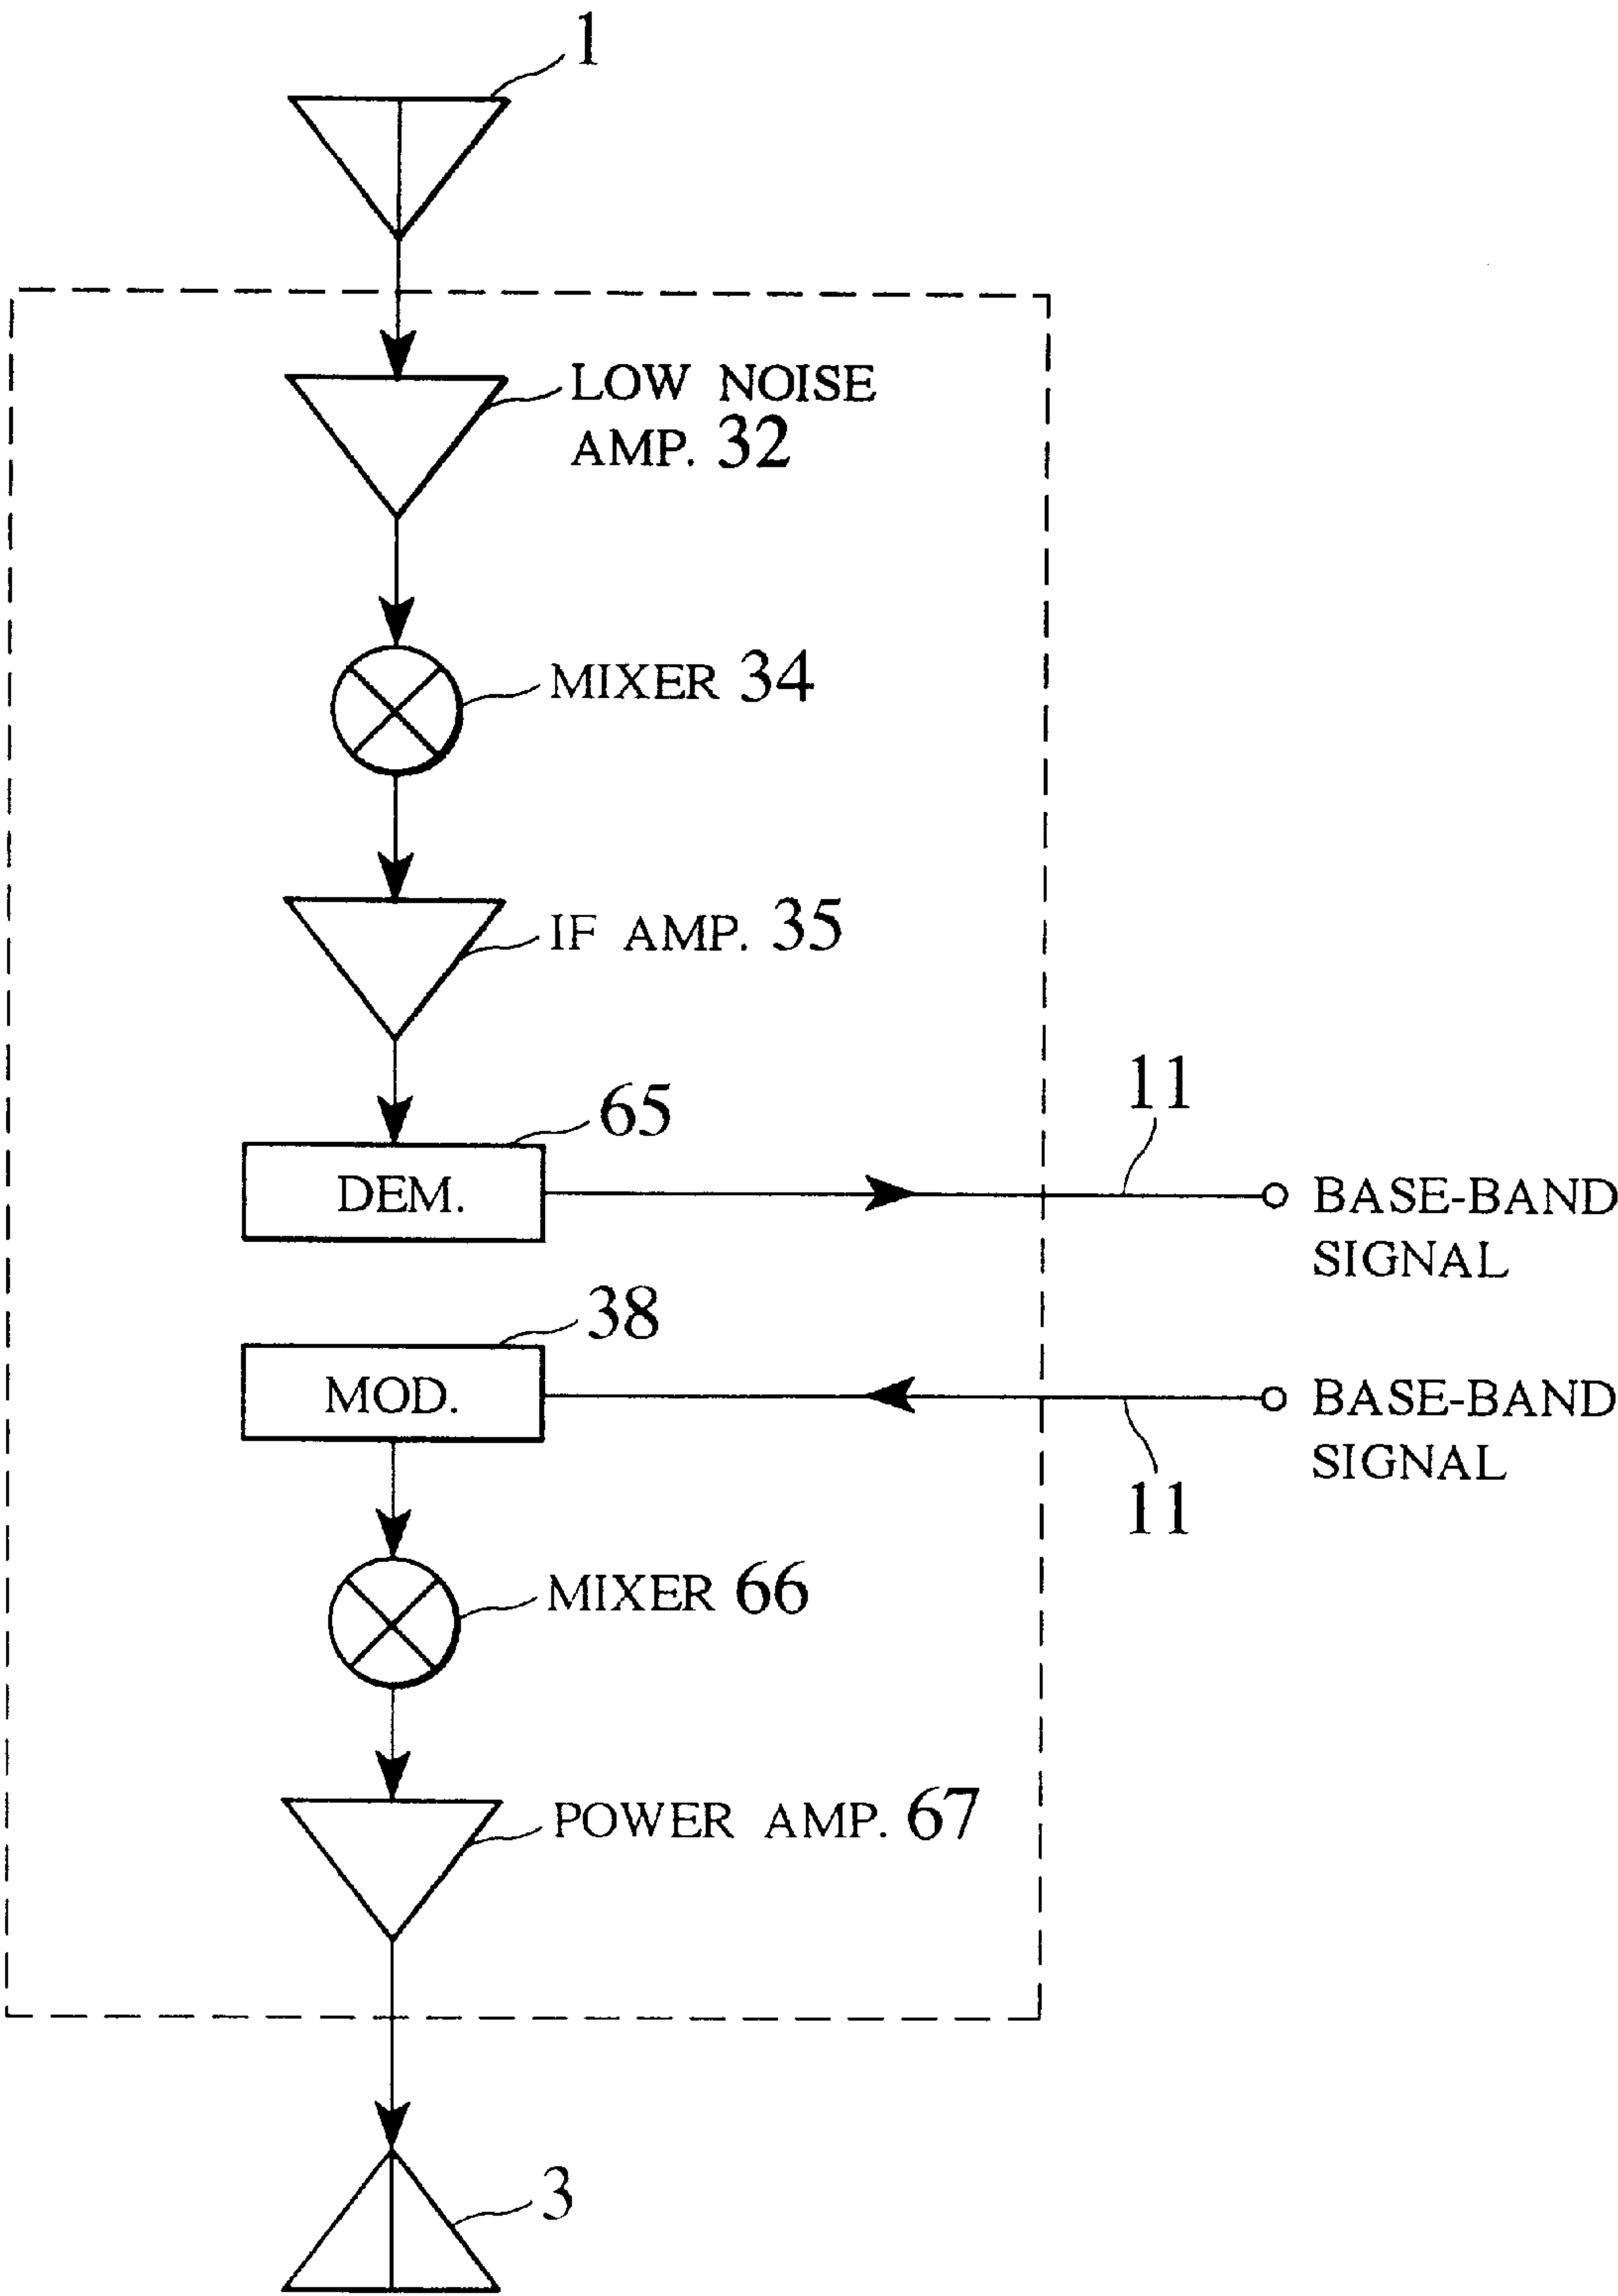 1
LOW NOISE
AMP. 32
MIXER 34
IF AMP. 35
65
DEM.
11
BASE-BAND
SIGNAL
38
MOD.
BASE-BAND
SIGNAL
11
MIXER 66
POWER AMP. 67
3